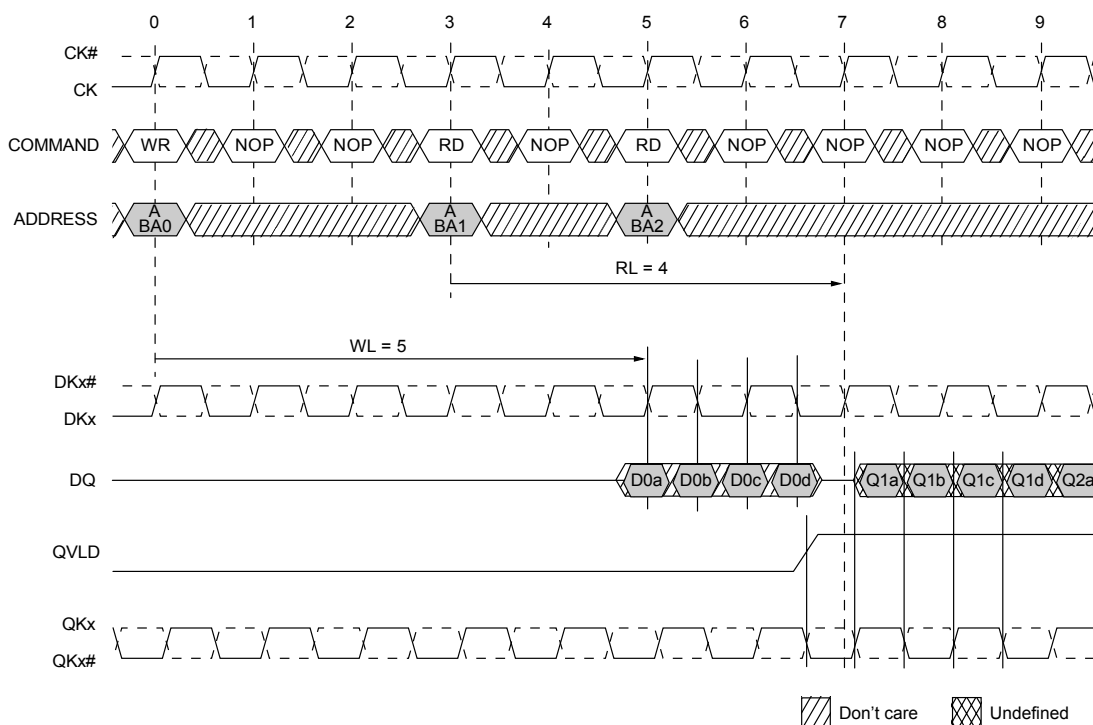 0 1 2 3 4 5 6 7 8 9
CK#
CK
COMMAND WR NOP NOP RD NOP RD NOP NOP NOP NOP
ADDRESS A BA0 A BA1 A BA2
RL = 4
WL = 5
DKx#
DKx
DQ D0a D0b D0c D0d Q1a Q1b Q1c Q1d Q2a
QVLD
QKx
QKx#
Don't care Undefined